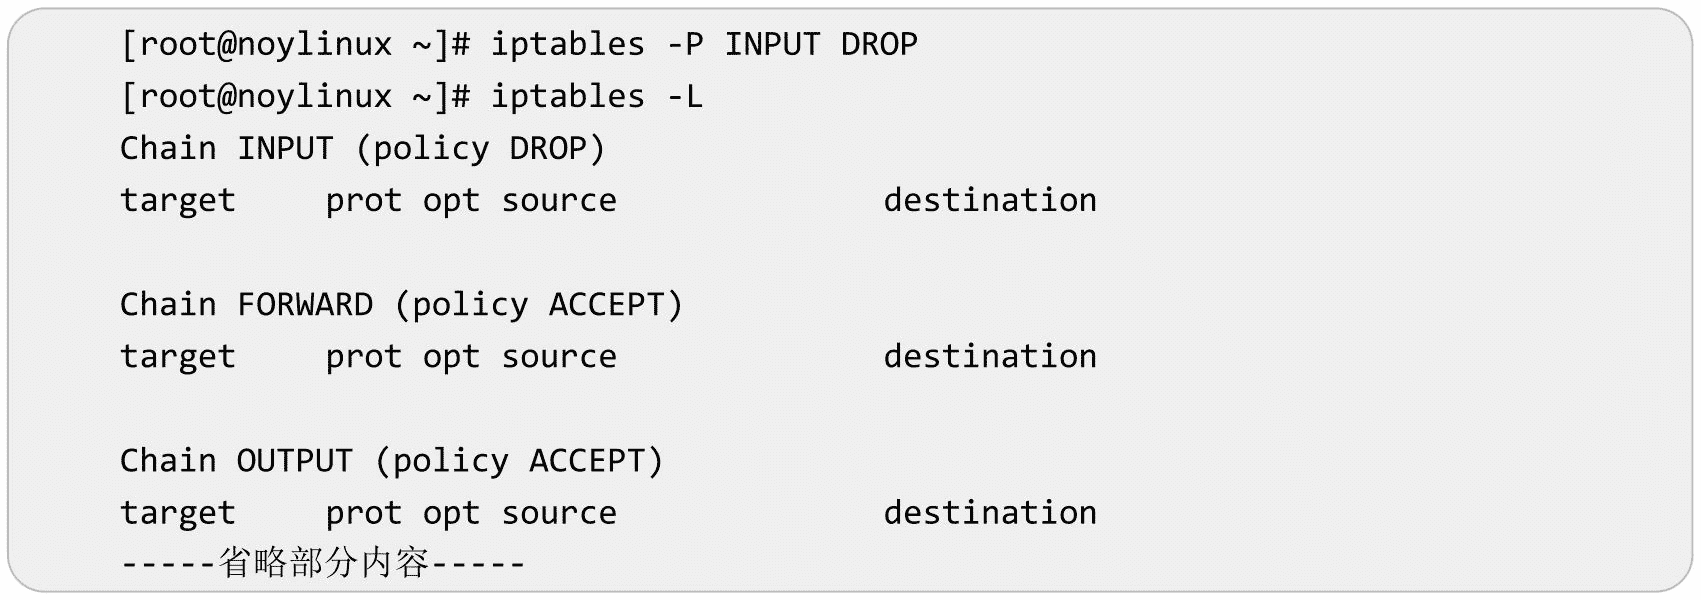 [root@noylinux ~]# iptables -P INPUT DROP
[root@noylinux ~]# iptables -L
Chain INPUT (policy DROP)
target     prot opt source               destination
Chain FORWARD (policy ACCEPT)
target     prot opt source               destination
Chain OUTPUT (policy ACCEPT)
target     prot opt source               destination
-----省略部分内容-----